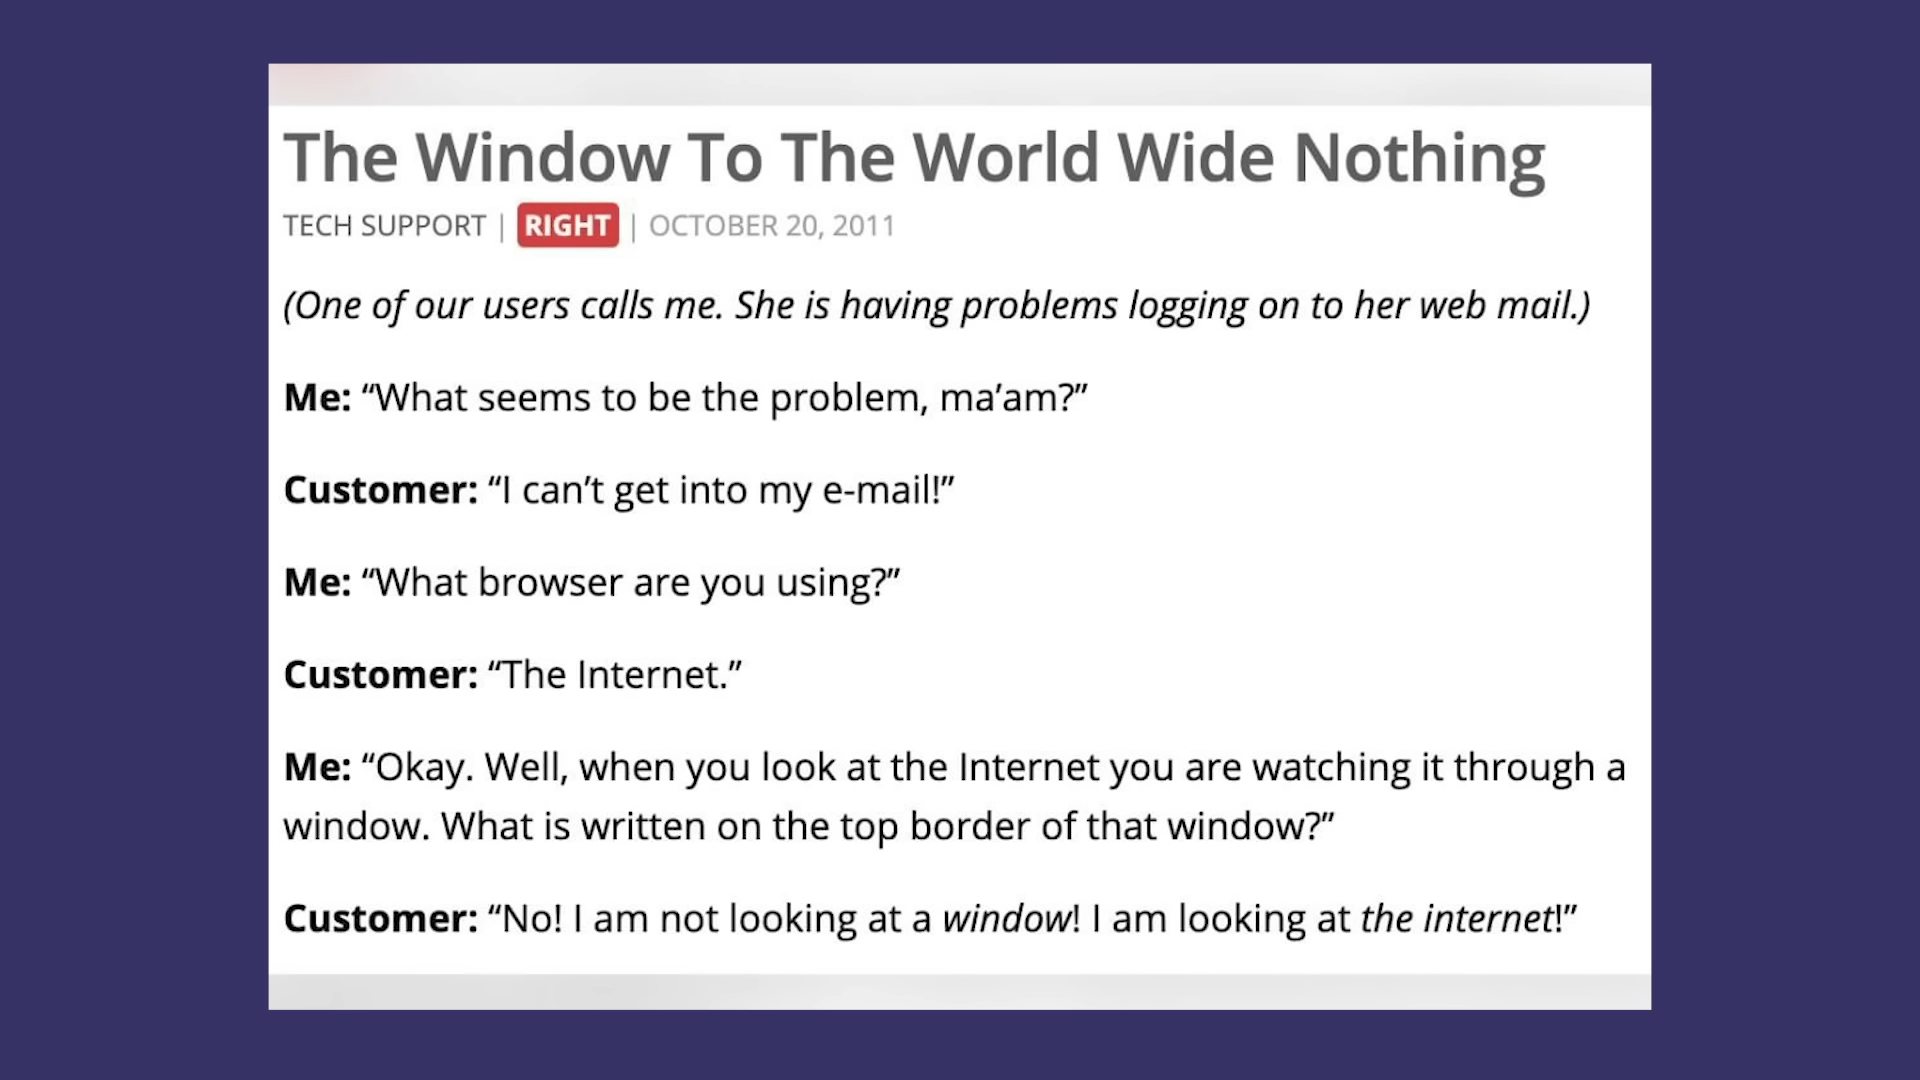 The Window To The World Wide Nothing
TECH SUPPORT | RIGHT | OCTOBER 20, 2011
(One of our users calls me. She is having problems logging on to her web mail.)
Me: “What seems to be the problem, ma’am?”
Customer: “I can’t get into my e-mail!”
Me: “What browser are you using?”
Customer: “The Internet.”
Me: “Okay. Well, when you look at the Internet you are watching it through a
window. What is written on the top border of that window?”
Customer: “No! I am not looking at a window! I am looking at the internet!”